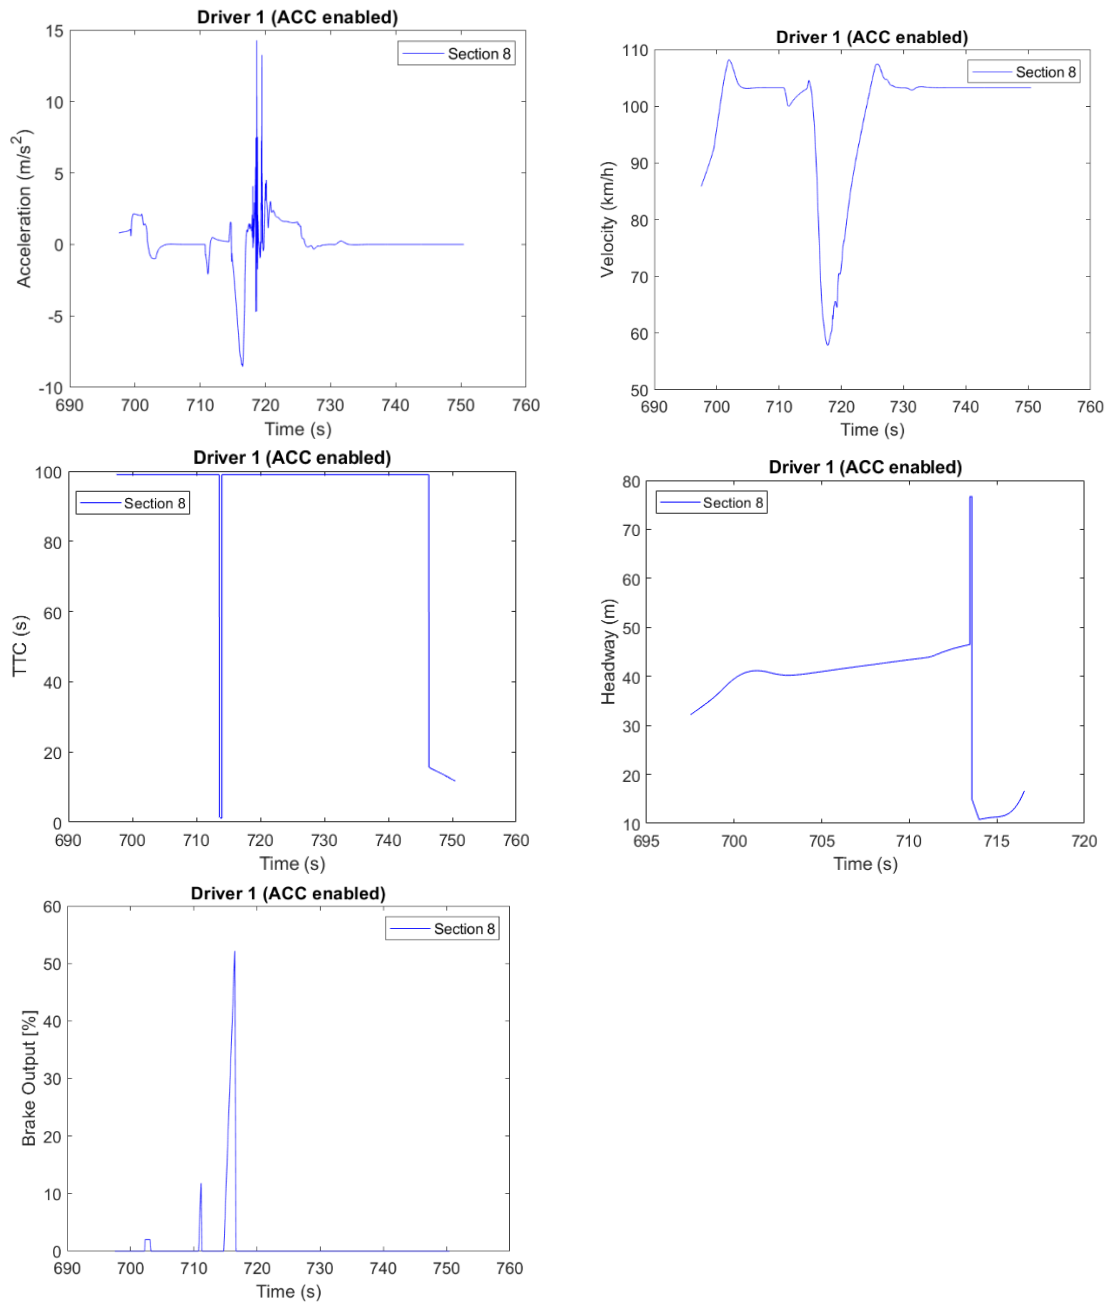 Driver 1 (ACC enabled)
Section 8
15
10
5
0
-5
-10
Acceleration (m/s2)
690 700 710 720 730 740 750 760
Time (s)
Driver 1 (ACC enabled)
Section 8
110
100
90
80
70
60
50
Velocity (km/h)
690 700 710 720 730 740 750 760
Time (s)
Driver 1 (ACC enabled)
Section 8
100
80
60
40
20
0
TTC (s)
690 700 710 720 730 740 750 760
Time (s)
Driver 1 (ACC enabled)
Section 8
80
70
60
50
40
30
20
10
Headway (m)
695 700 705 710 715 720
Time (s)
Driver 1 (ACC enabled)
Section 8
60
50
40
30
20
10
0
Brake Output [%]
690 700 710 720 730 740 750 760
Time (s)